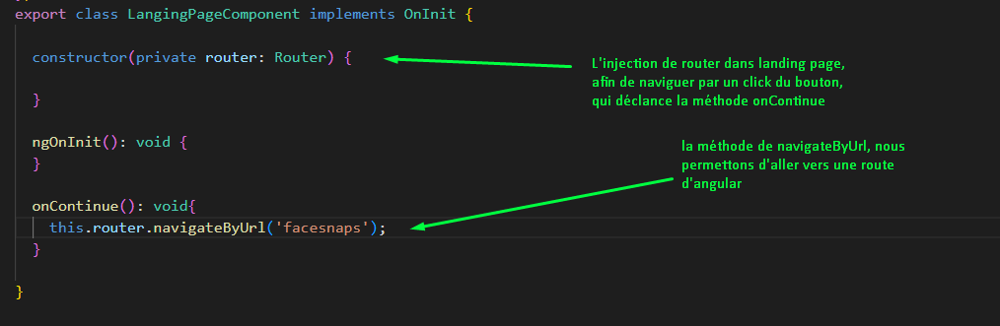 export class LangingPageComponent implements OnInit {
constructor(private router: Router) {
L'injection de router dans landing page,
afin de naviguer par un click du bouton,
qui déclance la méthode onContinue
}
ngOnInit(): void {
}
la méthode de navigateByUrl, nous
permettons d'aller vers une route
d'angular
onContinue(): void{
this.router.navigateByUrl('facesnaps');
}
}